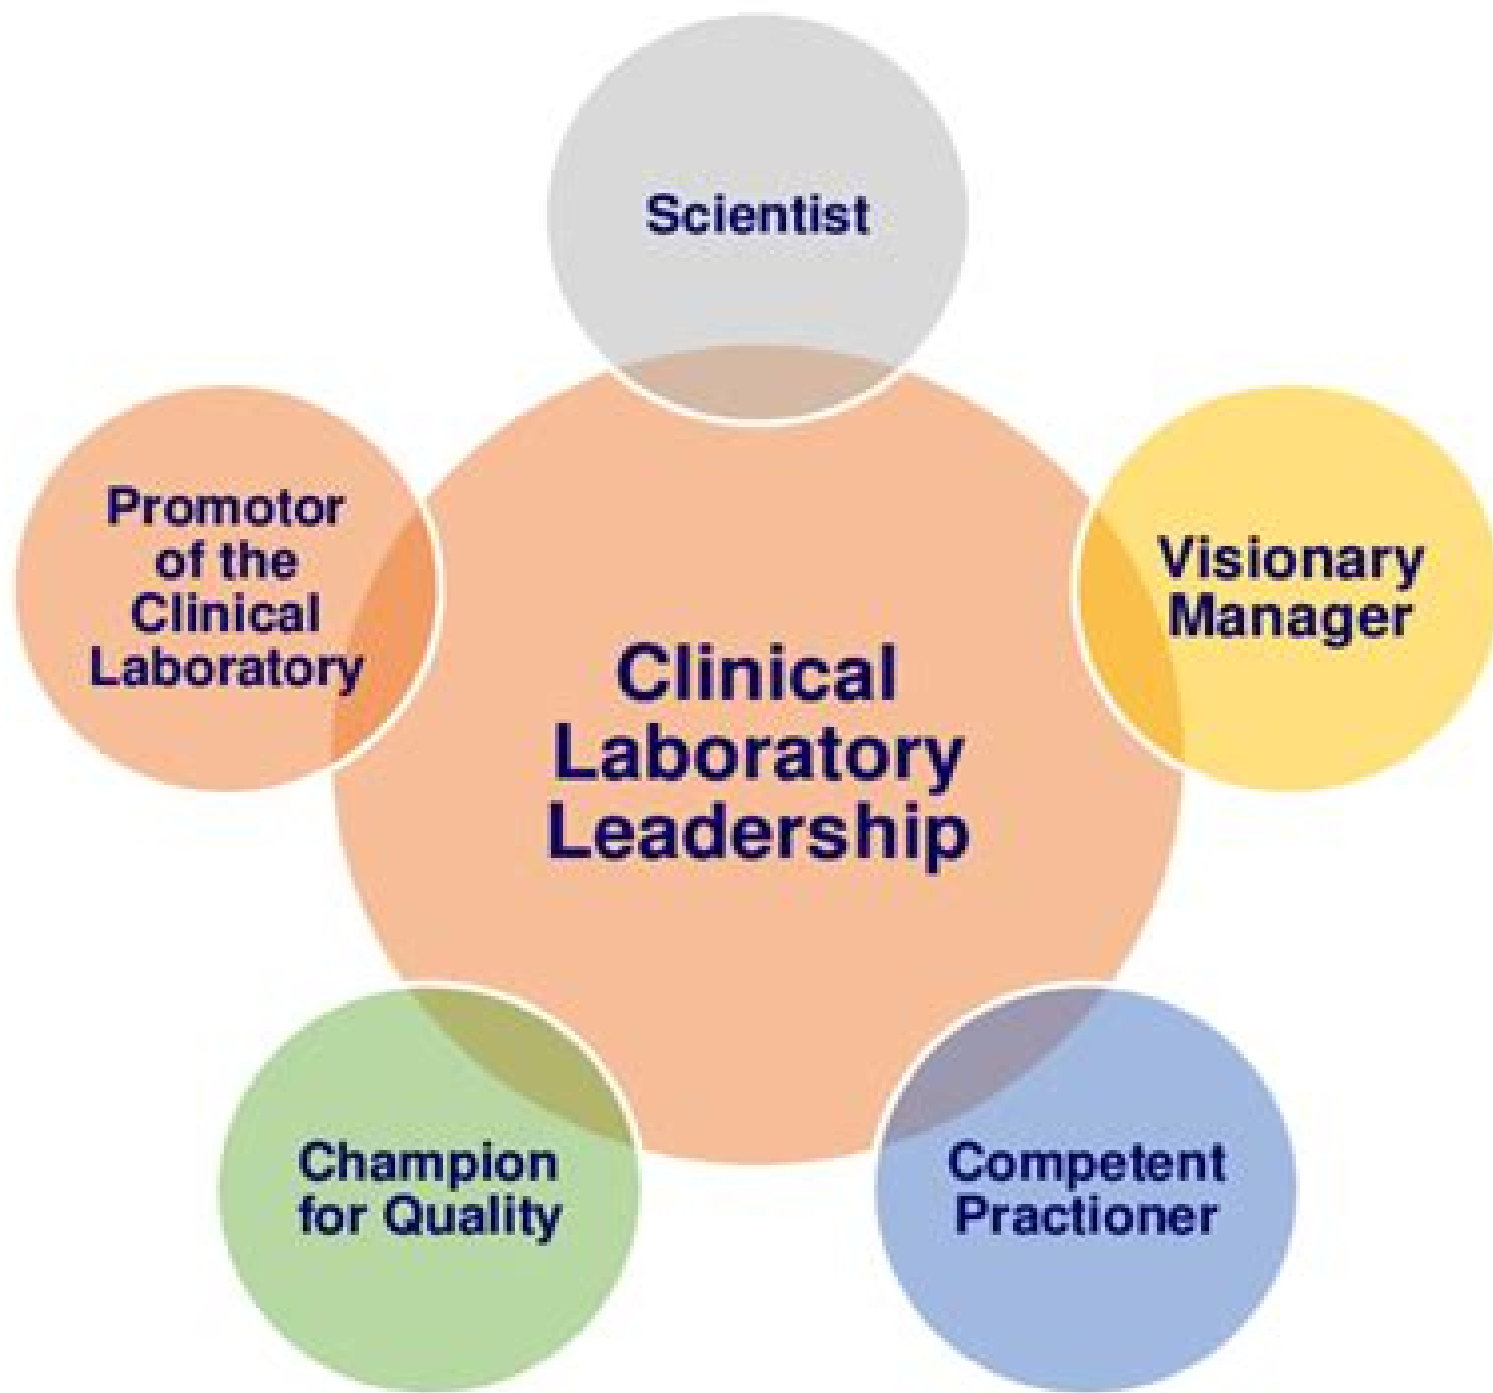 Scientist
Promotor
of the
Clinical
Laboratory
Visionary
Manager
Clinical
Laboratory
Leadership
Champion
for Quality
Competent
Practioner